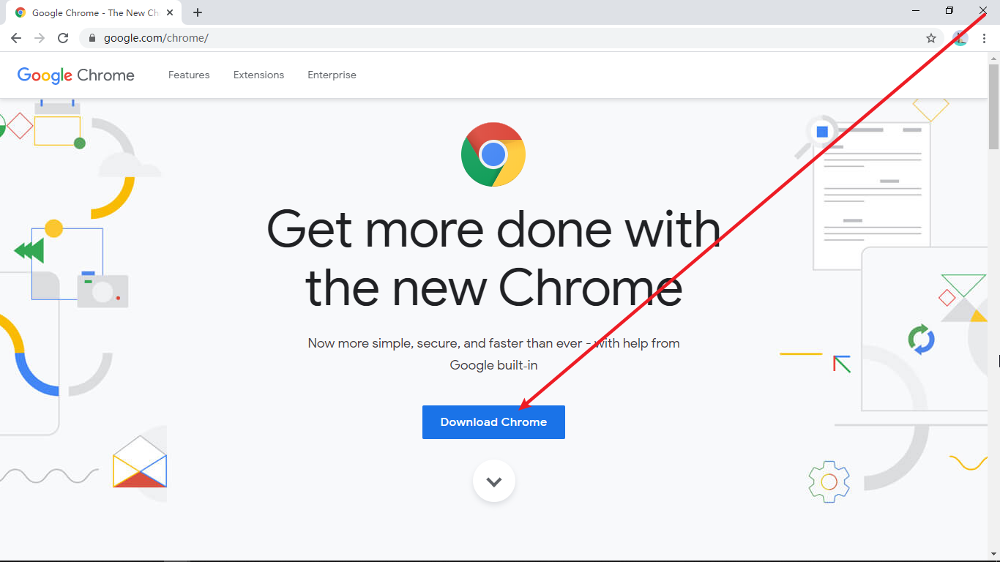 Google Chrome - The New Ch
google.com/chrome/
Google Chrome
Features
Extensions
Enterprise
Get more done with
the new Chrome
Now more simple, secure, and faster than ever - with help from
Google built-in
Download Chrome